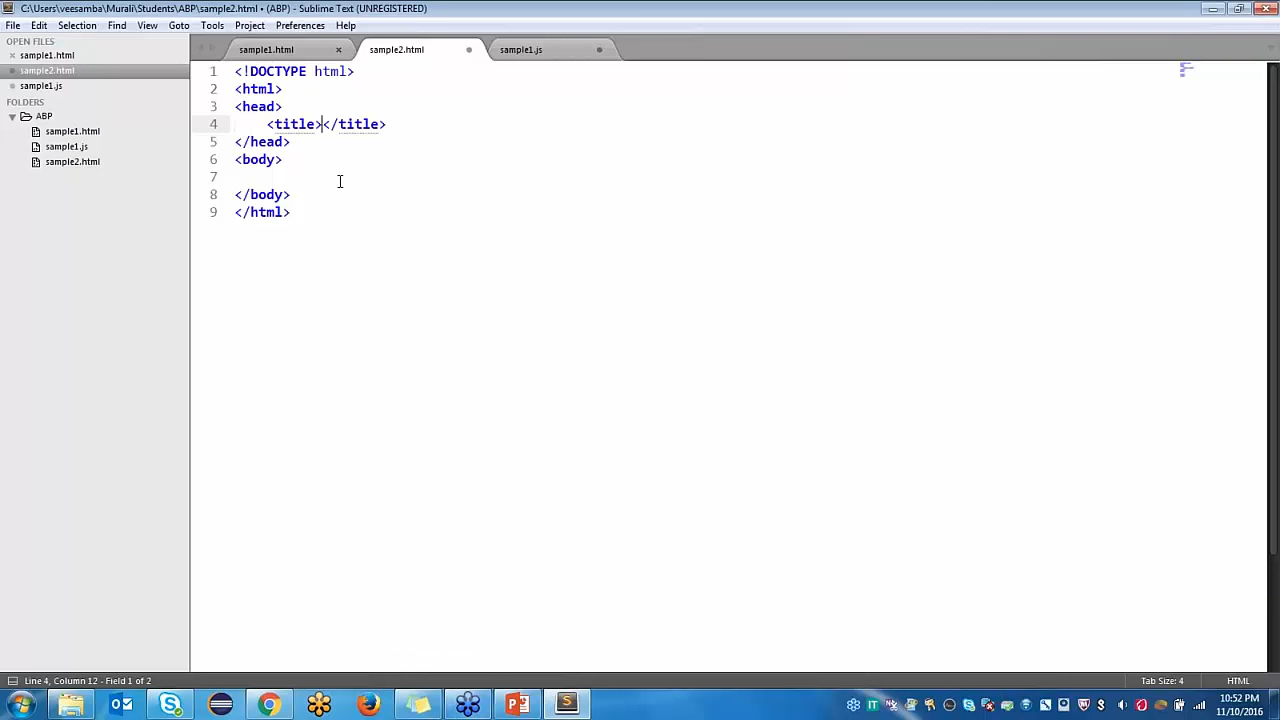 C:\Users\veesamba\Murali\Students\ABP\sample2.html • (ABP) - Sublime Text (UNREGISTERED)
File Edit Selection Find View Goto Tools Project Preferences Help
OPEN FILES
sample1.html
sample2.html
sample1.js
FOLDERS
ABP
sample1.html
sample1.js
sample2.html
sample1.html sample2.html sample1.js
1 <!DOCTYPE html>
2 <html>
3 <head>
4 <title></title>
5 </head>
6 <body>
7
8 </body>
9 </html>
Line 4, Column 12 - Field 1 of 2 Tab Size: 4 HTML
10:52 PM
11/10/2016